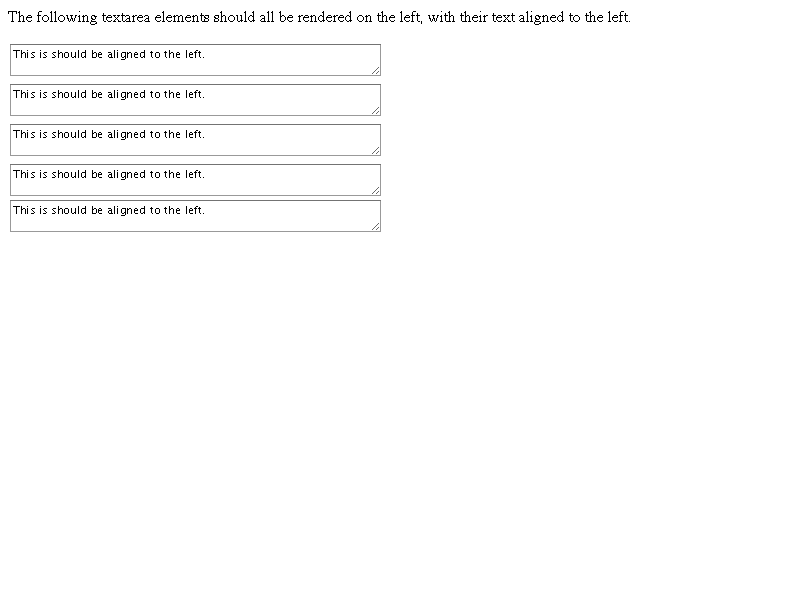 The following textarea elements should all be rendered on the left, with their text aligned to the left.
This is should be aligned to the left.
This is should be aligned to the left.
This is should be aligned to the left.
This is should be aligned to the left.
This is should be aligned to the left.